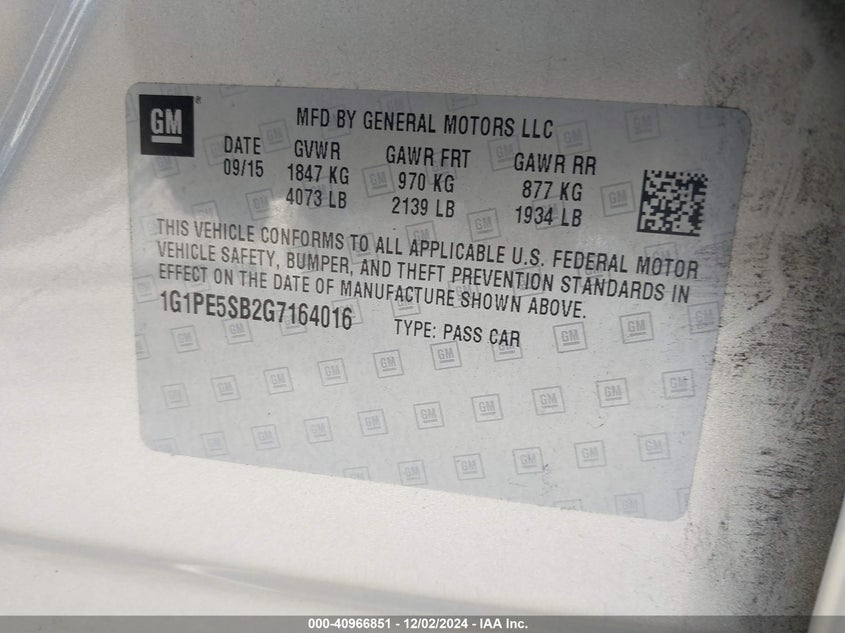 GM®
MFD BY GENERAL MOTORS LLC
DATE GVWR GAWR FRT GAWR RR
09/15 1847 KG 970 KG 877 KG
4073 LB 2139 LB 1934 LB
THIS VEHICLE CONFORMS TO ALL APPLICABLE U.S. FEDERAL MOTOR
VEHICLE SAFETY, BUMPER, AND THEFT PREVENTION STANDARDS IN
EFFECT ON THE DATE OF MANUFACTURE SHOWN ABOVE.
1G1PE5SB2G7164016 TYPE: PASS CAR
000-40966851 - 12/02/2024 - IAA Inc.